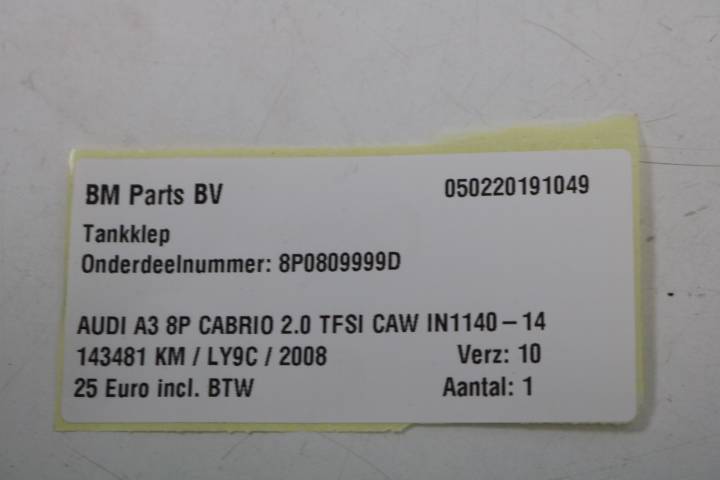 BM Parts BV 050220191049
Tankklep
Onderdeelnummer: 8P0809999D
AUDI A3 8P CABRIO 2.0 TFSI CAW IN1140-14
143481 KM / LY9C / 2008 Verz: 10
25 Euro incl. BTW Aantal: 1